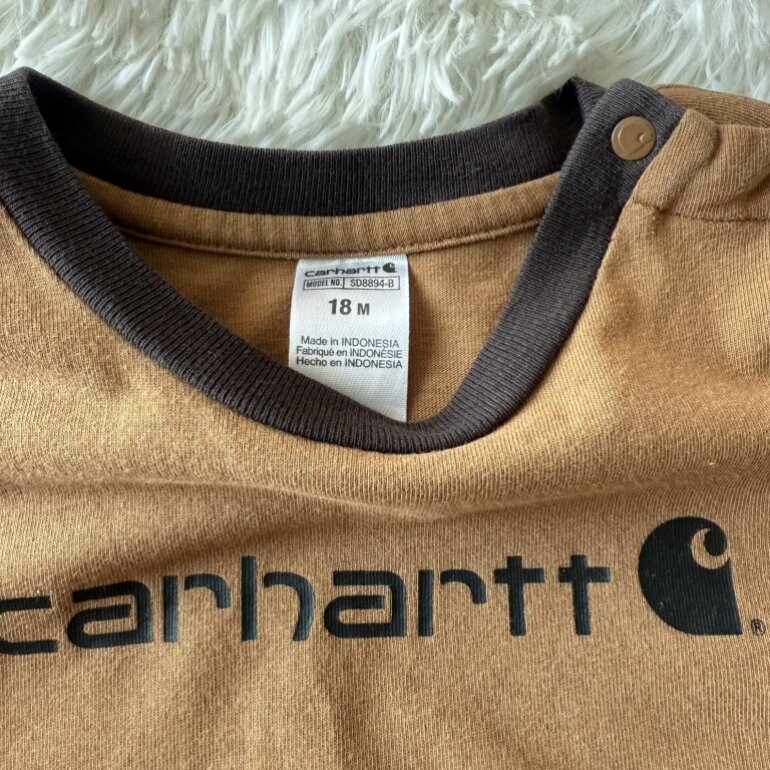 carhartt
MODEL NO. SD8894-B
18 M
Made in INDONESIA
Fabriqué en INDONÉSIE
Hecho en INDONESIA
carhartt ®